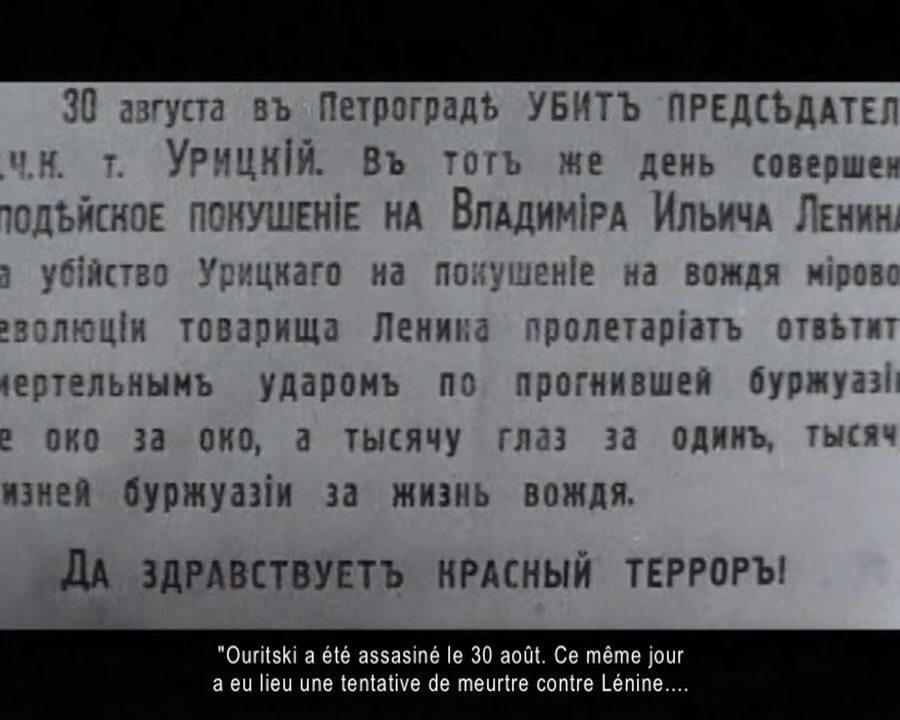 30 августа въ Петроградѣ УБИТЪ ПРЕДСѢДАТЕЛ
.Ч.К. т. УРИЦКІЙ. Въ тотъ же день совершен
лодѣйское покушеніе на Владиміра Ильича Ленина
а убійство Урицкаго на покушеніе на вождя мірово
еволюціи товарища Ленина пролетаріатъ отвѣтит
мертельнымъ ударомъ по прогнившей буржуазі
е око за око, а тысячу глаз за одинъ, тысяч
изней буржуазіи за жизнь вождя.
Да здравствуетъ красный терроръ!
"Ouritski a été assasiné le 30 août. Ce même jour
a eu lieu une tentative de meurtre contre Lénine....